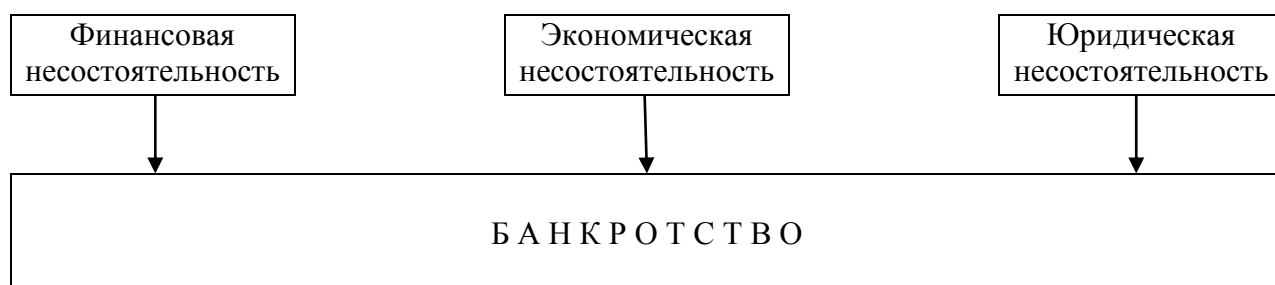 Финансовая
несостоятельность
Экономическая
несостоятельность
Юридическая
несостоятельность
Б А Н К Р О Т С Т В О